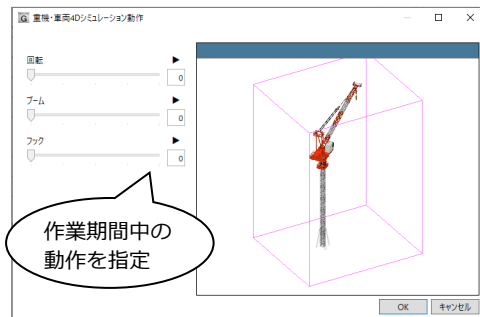 G 重機・車両4Dシミュレーション動作
回転
0
ブーム
0
フック
0
作業期間中の
動作を指定
OK キャンセル